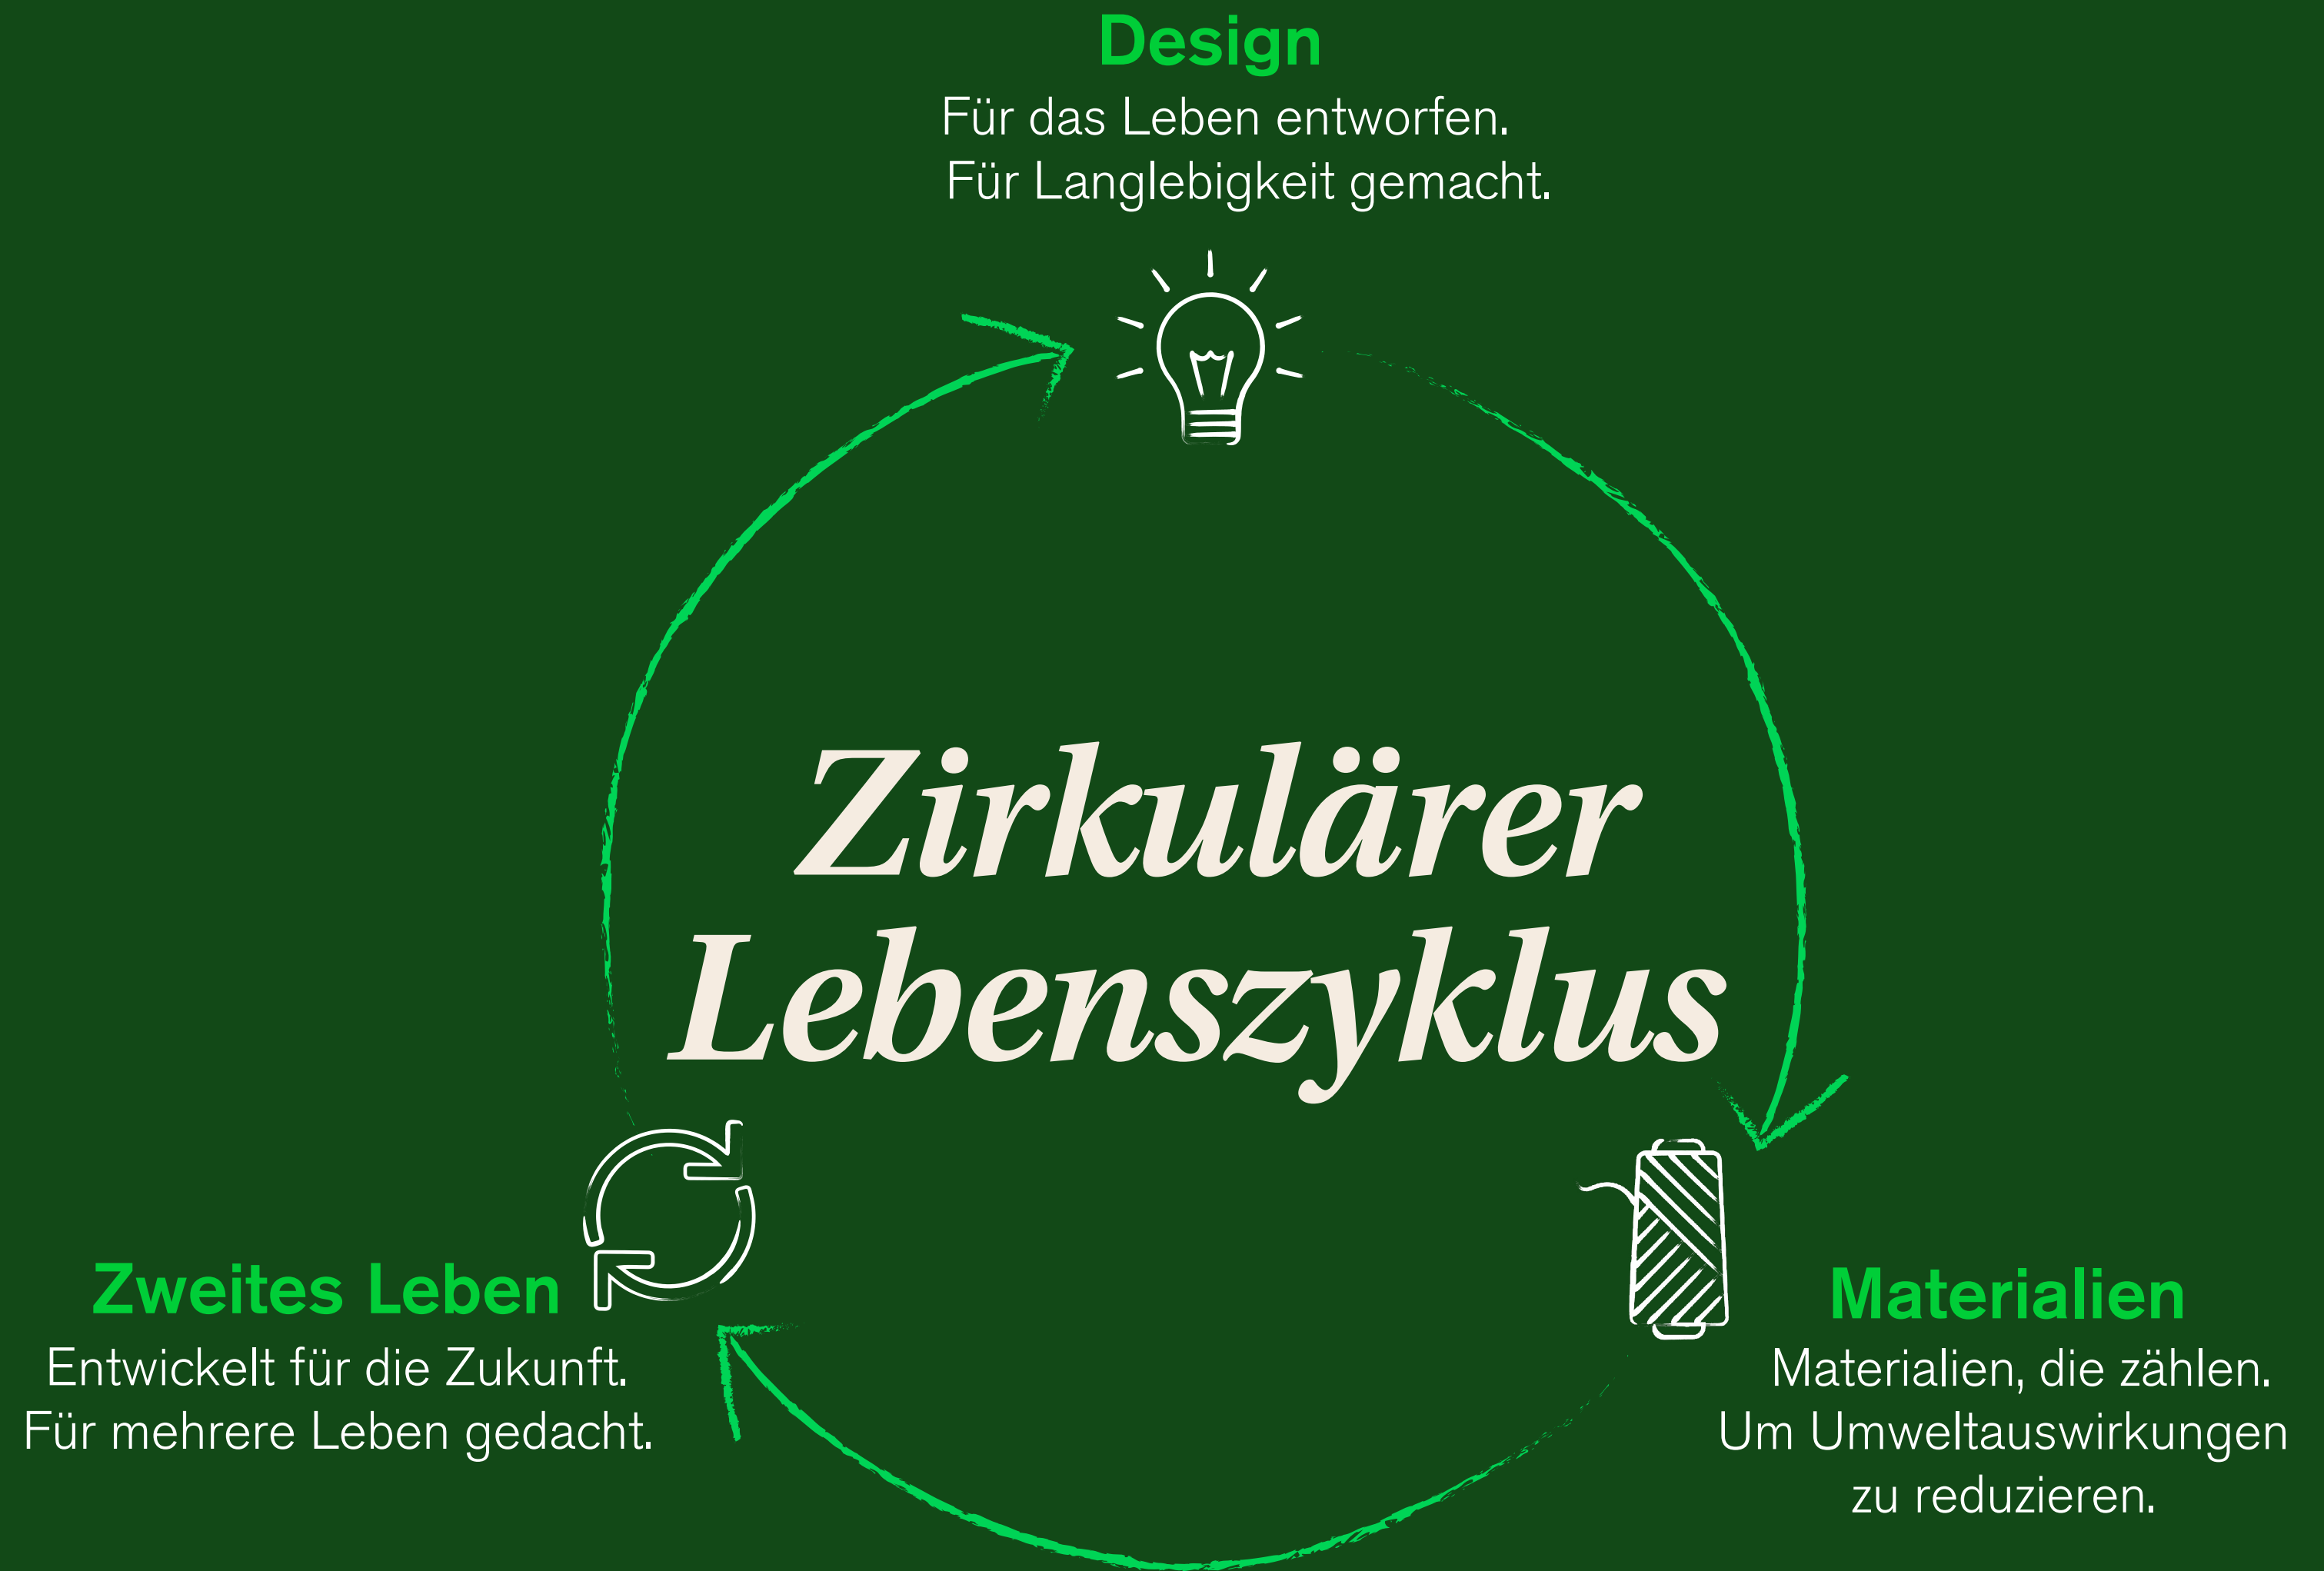 Design
Für das Leben entworfen.
Für Langlebigkeit gemacht.
Zirkulärer
Lebenszyklus
Zweites Leben
Entwickelt für die Zukunft.
Für mehrere Leben gedacht.
Materialien
Materialien, die zählen.
Um Umweltauswirkungen
zu reduzieren.